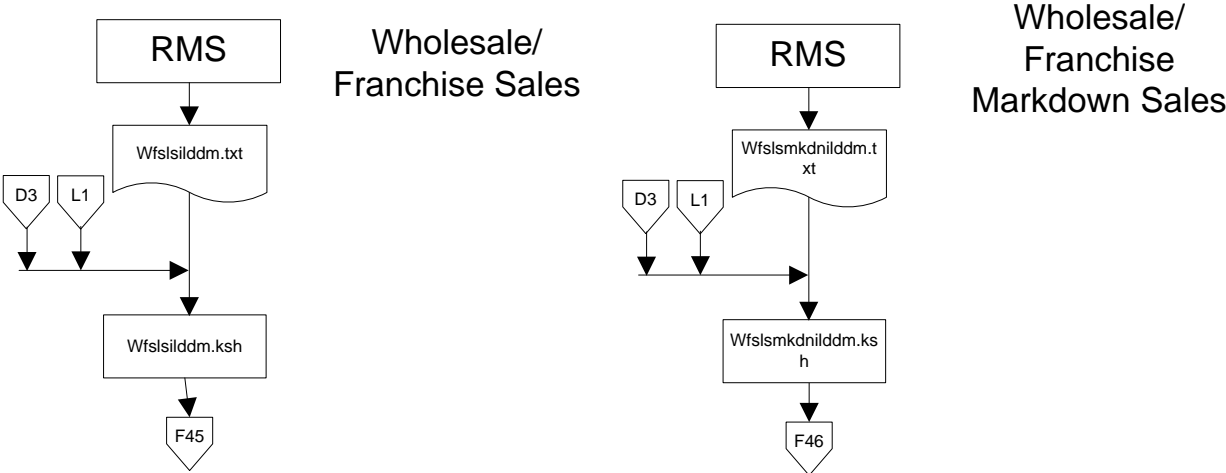 RMS
Wholesale/
Franchise Sales
Wfslsilddm.txt
D3
L1
Wfslsilddm.ksh
F45
RMS
Wholesale/
Franchise
Markdown Sales
Wfslsmkdnilddm.t
xt
D3
L1
Wfslsmkdnilddm.ks
h
F46